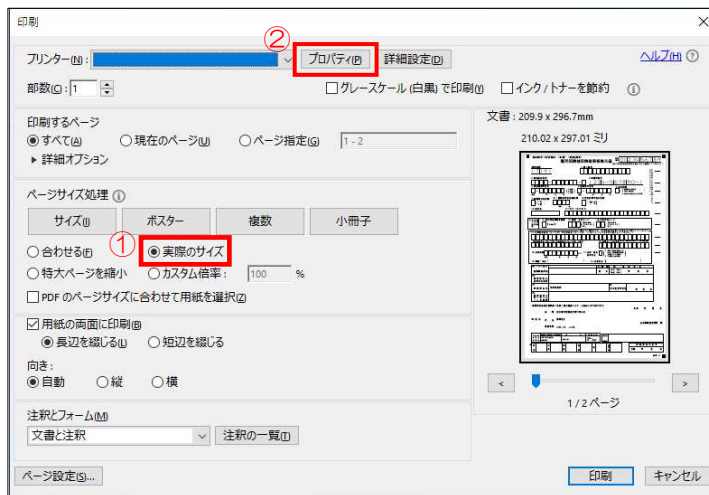 印刷
×
②
プリンター(N): プロパティ(P) 詳細設定(D) ヘルプ(H) ?
部数(C): 1 グレースケール (白黒) で印刷(Y) インク / トナーを節約 i
印刷するページ
すべて(A) 現在のページ(U) ページ指定(G) 1 - 2
▶ 詳細オプション
ページサイズ処理 i
サイズ(I) ポスター 複数 小冊子
①
合わせる(F) 実際のサイズ
特大ページを縮小 カスタム倍率: 100 %
PDF のページサイズに合わせて用紙を選択(Z)
用紙の両面に印刷(B)
長辺を綴じる(L) 短辺を綴じる
向き:
自動 縦 横
注釈とフォーム(M)
文書と注釈 注釈の一覧(T)
文書: 209.9 x 296.7mm
210.02 x 297.01 ミリ
< >
1 / 2 ページ
ページ設定(S)... 印刷 キャンセル